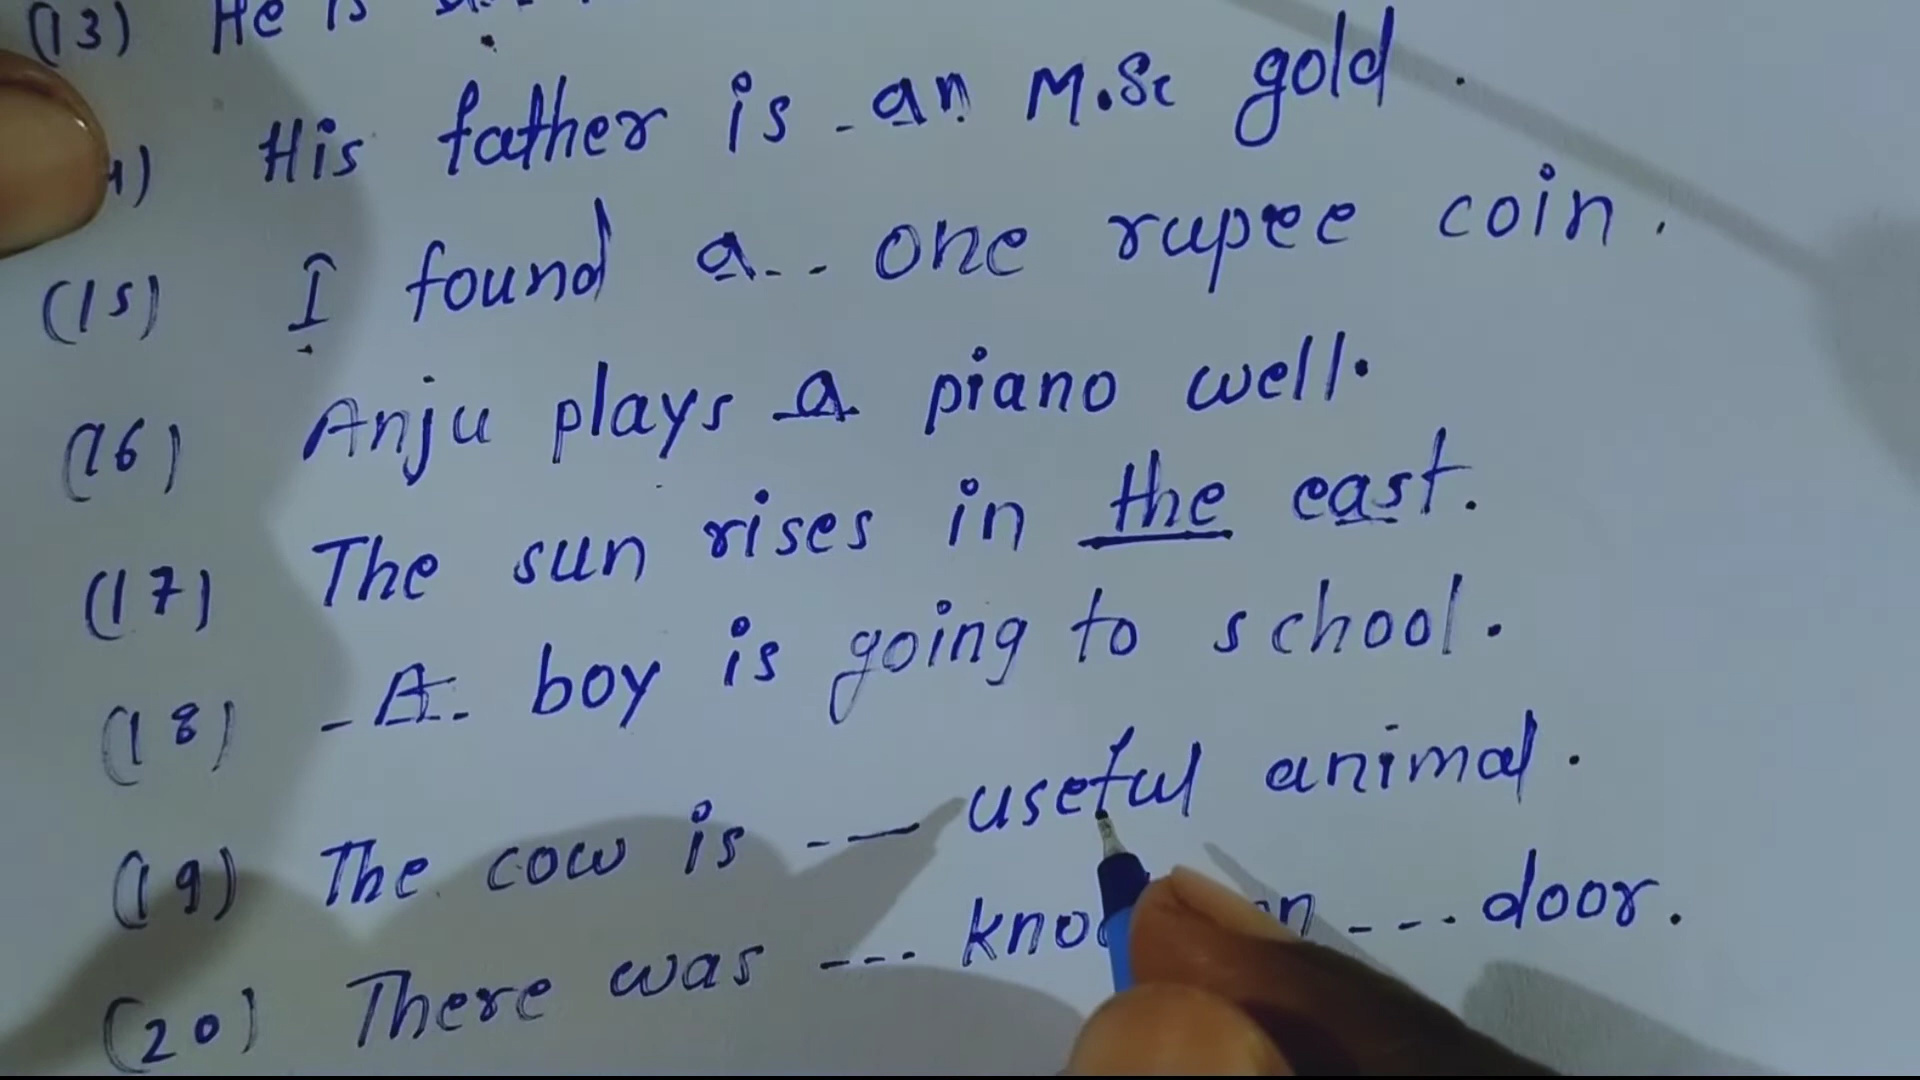 (13) He is
His father is an M.Sc gold.
(15) I found a... one rupee coin.
(16) Anju plays a piano well.
(17) The sun rises in the east.
(18) -A- boy is going to school.
(19) The cow is --- useful animal.
(20) There was --- --- door.